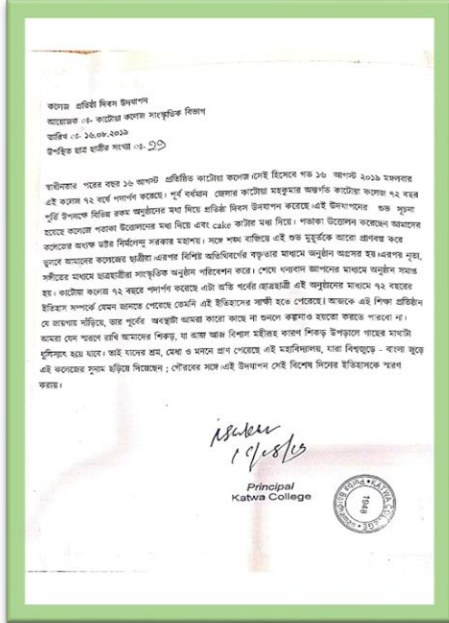 কলেজ প্রতিষ্ঠা দিবস উদযাপন
আয়োজক ঃ- কাটোয়া কলেজ সাংস্কৃতিক বিভাগ
তারিখ ঃ- ১৬.০৮.২০১৯
উপস্থিত ছাত্র ছাত্রীর সংখ্যা ঃ-
স্বাধীনতার পরের বছর ১৬ আগস্ট প্রতিষ্ঠিত কাটোয়া কলেজ।সেই হিসেবে গত ১৬ আগস্ট ২০১৯ মঙ্গলবার
এই কলেজ ৭২ বর্ষে পদার্পণ করেছে। পূর্ব বর্ধমান জেলার কাটোয়া মহকুমার অন্তর্গত কাটোয়া কলেজ ৭২ বছর
পূর্তি উপলক্ষে বিভিন্ন রকম অনুষ্ঠানের মধ্য দিয়ে প্রতিষ্ঠা দিবস উদযাপন করেছে।এই উদযাপনের শুভ সূচনা
হয়েছে কলেজে পতাকা উত্তোলনের মধ্য দিয়ে এবং cake কাটার মধ্য দিয়ে। পতাকা উত্তোলন করেছেন আমাদের
কলেজের অধ্যক্ষ ডক্টর নির্মলেন্দু সরকার মহাশয়। সঙ্গে শঙ্খ বাজিয়ে এই শুভ মুহূর্তকে আরো প্রাণবন্ত করে
তুলবে আমাদের কলেজের ছাত্রীরা।এরপর বিশিষ্ট অতিথিবর্গের বক্তৃতার মাধ্যমে অনুষ্ঠান অগ্রসর হয়।এরপর নৃত্য,
সঙ্গীতের মাধ্যমে ছাত্রছাত্রীরা সাংস্কৃতিক অনুষ্ঠান পরিবেশন করে। শেষে ধন্যবাদ জ্ঞাপনের মাধ্যমে অনুষ্ঠান সমাপ্ত
হয়। কাটোয়া কলেজ ৭২ বছরে পদার্পণ করেছে এটা অতি গর্বের।ছাত্রছাত্রী এই অনুষ্ঠানের মাধ্যমে ৭২ বছরের
ইতিহাস সম্পর্কে যেমন জানতে পেরেছে তেমনি এই ইতিহাসের সাক্ষী হতে পেরেছে। আজকে এই শিক্ষা প্রতিষ্ঠান
যে জায়গায় দাঁড়িয়ে, তার পূর্বের অবস্থাটা আমরা কারো কাছে না শুনলে কল্পনাও হয়তো করতে পারবো না।
আমরা যেন স্মরণে রাখি আমাদের শিকড়, যা আজ আজ বিশাল মহীরূহ কারণ শিকড় উপড়ালে গাছের মাথাটা
ধূলিসাৎ হয়ে যাবে। তাই যাদের শ্রম, মেধা ও মননে প্রাণ পেয়েছে এই মহাবিদ্যালয়, যারা বিশ্বজুড়ে - বাংলা জুড়ে
এই কলেজের সুনাম ছড়িয়ে দিয়েছেন ; গৌরবের সঙ্গে।এই উদযাপন সেই বিশেষ দিনের ইতিহাসকে স্মরণ
করায়।
Principal
Katwa College
KATWA COLLEGE
1948